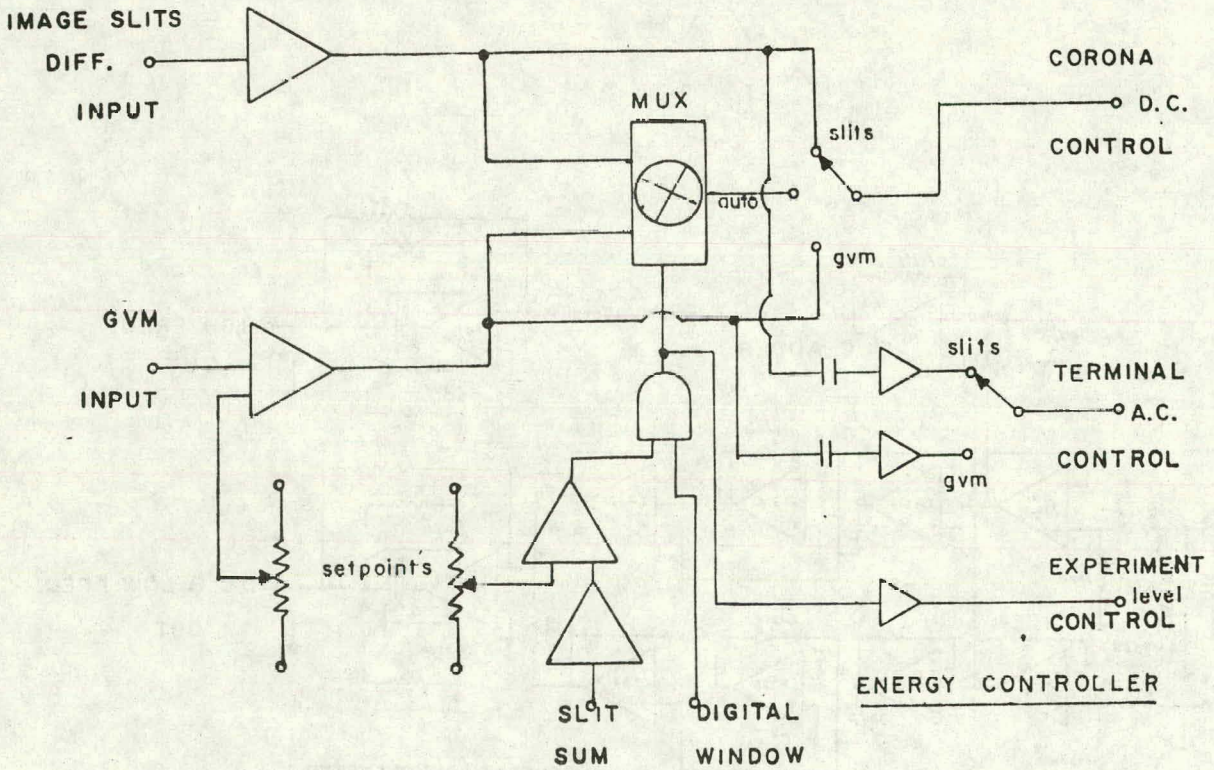 IMAGE SLITS
DIFF.
INPUT
MUX
slits
CORONA
D.C.
CONTROL
auto
gvm
GVM
INPUT
slits
TERMINAL
A.C.
CONTROL
gvm
setpoints
EXPERIMENT
level
CONTROL
ENERGY CONTROLLER
SLIT
SUM
DIGITAL
WINDOW